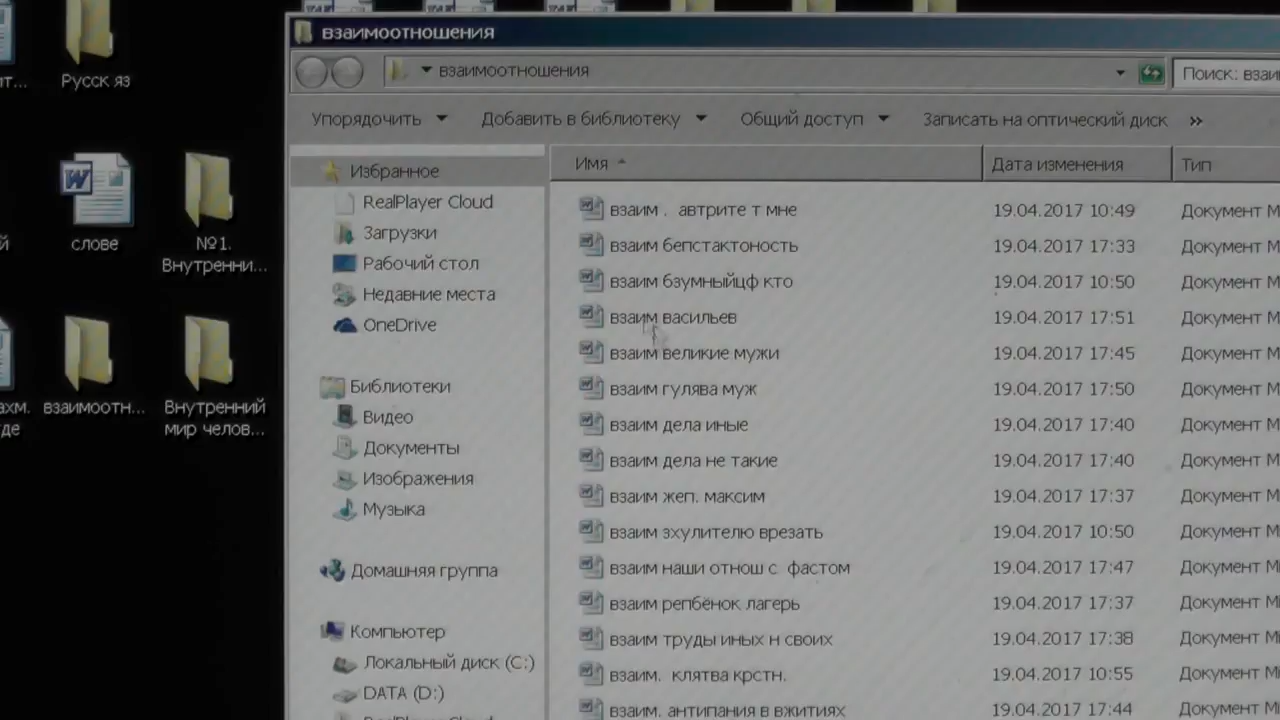 Русск яз
слове
№1.
Внутренни...
взаимоотн...
Внутренний
мир челов...
взаимоотношения
взаимоотношения
Поиск: взаи
Упорядочить
Добавить в библиотеку
Общий доступ
Записать на оптический диск
»
Избранное
RealPlayer Cloud
Загрузки
Рабочий стол
Недавние места
OneDrive
Библиотеки
Видео
Документы
Изображения
Музыка
Домашняя группа
Компьютер
Локальный диск (C:)
DATA (D:)
RealPlayer Cloud
Имя Дата изменения Тип
взаим . автрите т мне 19.04.2017 10:49 Документ M
взаим бепстактоность 19.04.2017 17:33 Документ M
взаим бзумныйцф кто 19.04.2017 10:50 Документ M
взаим васильев 19.04.2017 17:51 Документ M
взаим великие мужи 19.04.2017 17:45 Документ M
взаим гулява муж 19.04.2017 17:50 Документ M
взаим дела иные 19.04.2017 17:40 Документ M
взаим дела не такие 19.04.2017 17:40 Документ M
взаим жеп. максим 19.04.2017 17:37 Документ M
взаим зхулителю врезать 19.04.2017 10:50 Документ M
взаим наши отнош с фастом 19.04.2017 17:47 Документ M
взаим репбёнок лагерь 19.04.2017 17:37 Документ M
взаим труды иных н своих 19.04.2017 17:38 Документ M
взаим. клятва крстн. 19.04.2017 10:55 Документ M
взаим. антипания в вжитиях 19.04.2017 17:44 Документ M